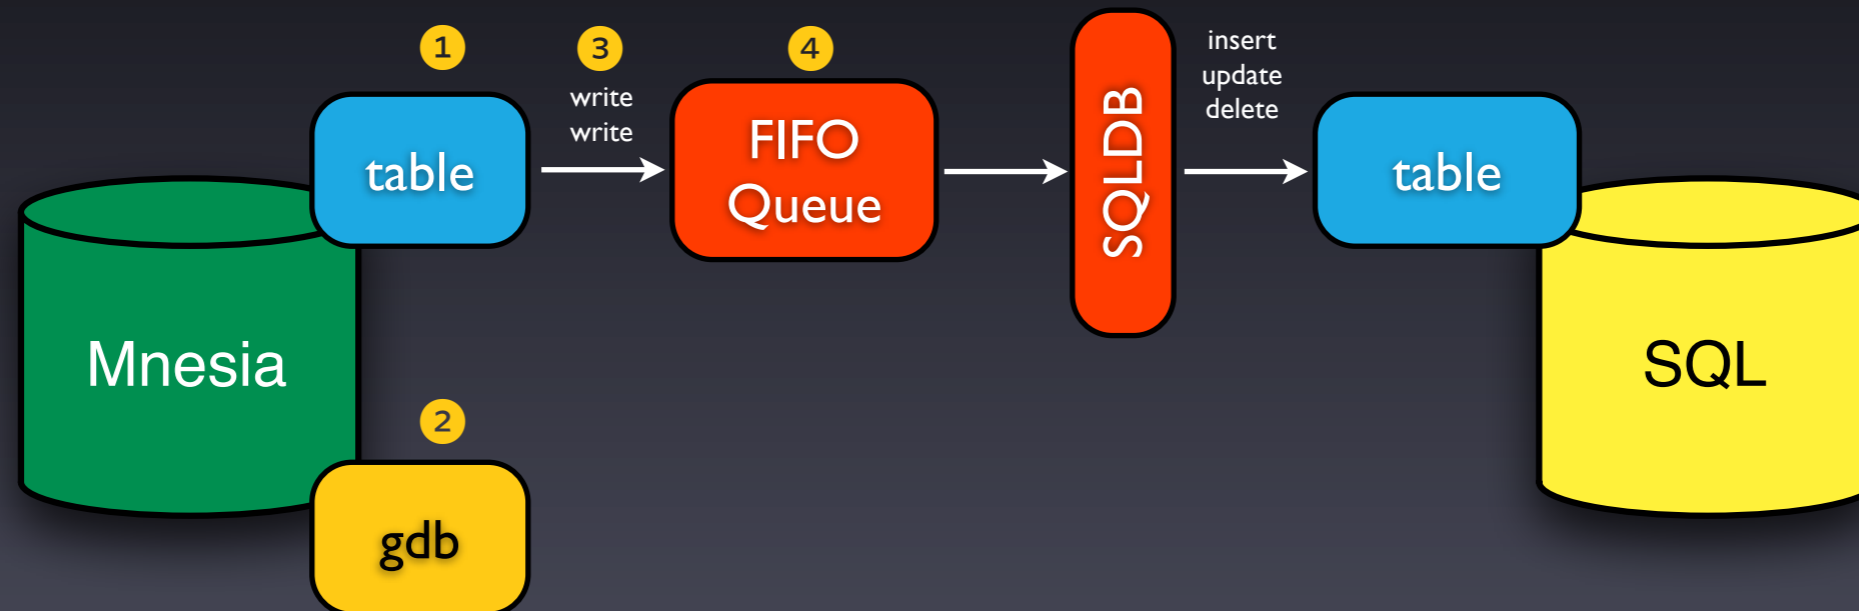 1
3
4
write
write
insert
update
delete
table
FIFO
Queue
SQLDB
table
Mnesia
SQL
2
gdb